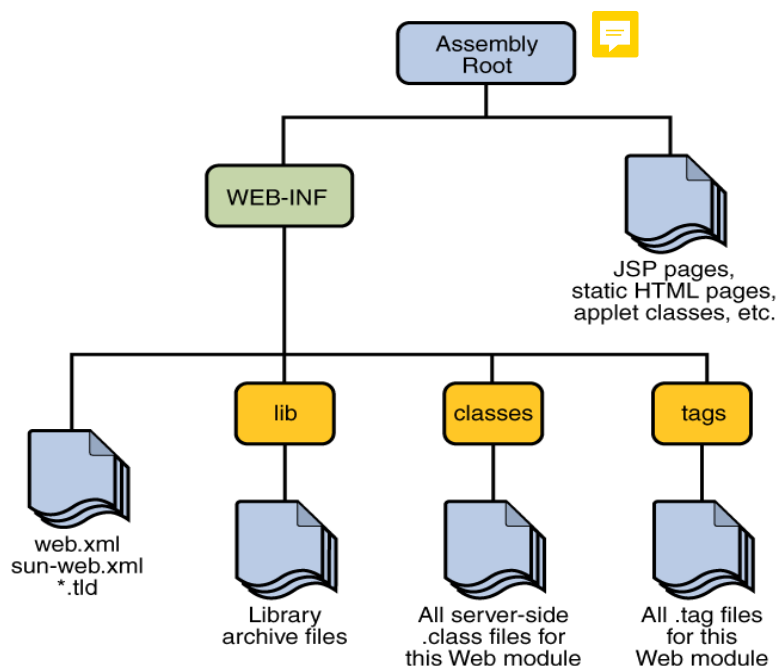 Assembly
Root
WEB-INF
JSP pages,
static HTML pages,
applet classes, etc.
lib
classes
tags
web.xml
sun-web.xml
*.tld
Library
archive files
All server-side
.class files for
this Web module
All .tag files
for this
Web module